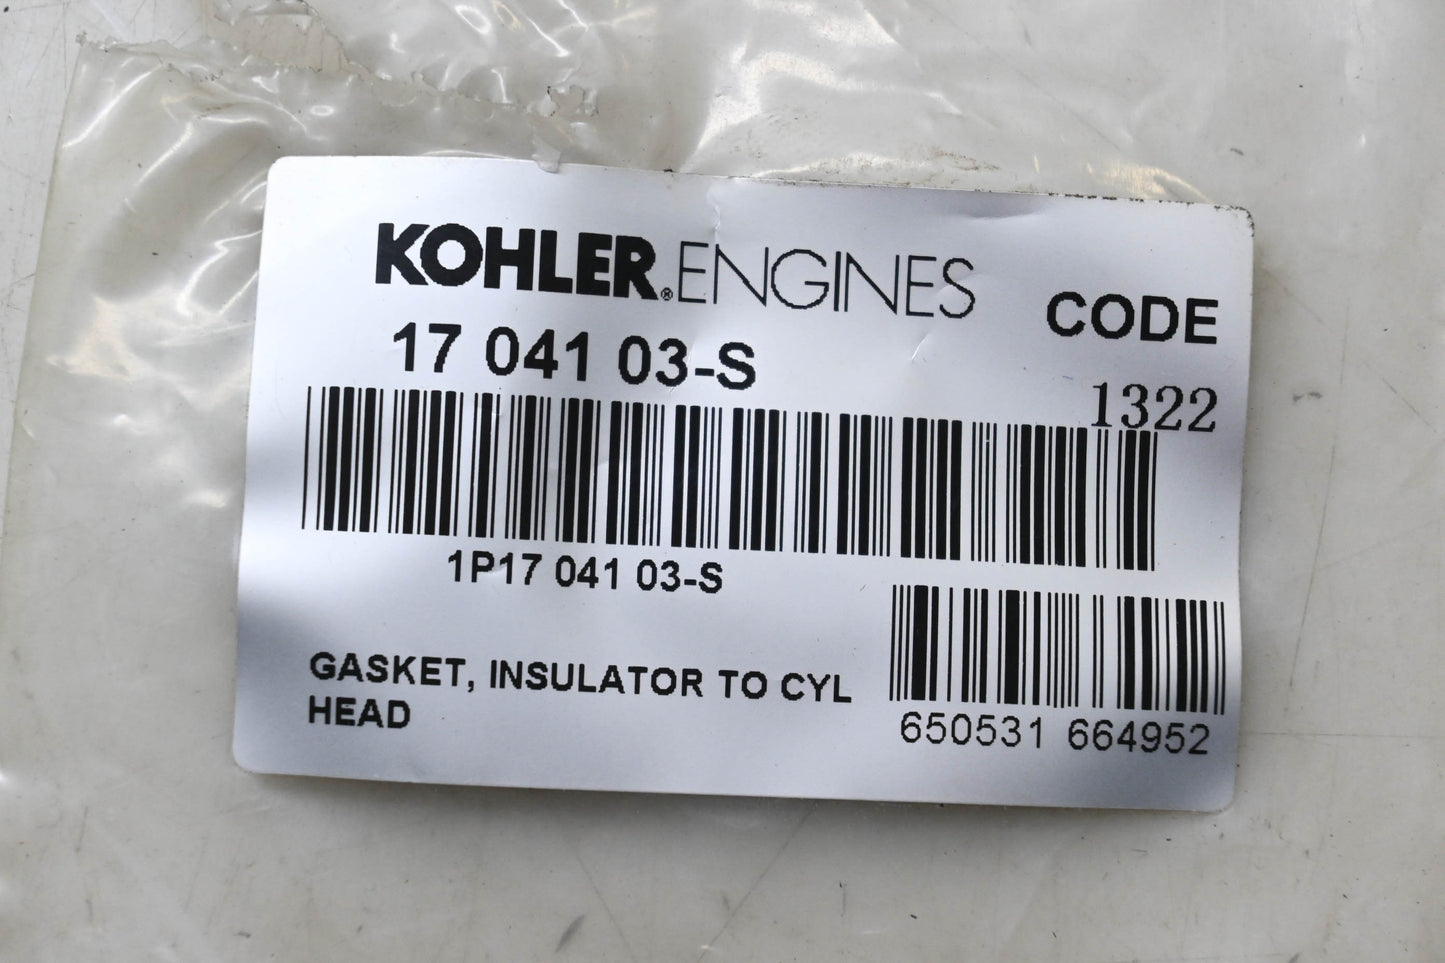 KOHLER® ENGINES
CODE
17 041 03-S
1322
1P17 041 03-S
GASKET, INSULATOR TO CYL
HEAD
650531 664952